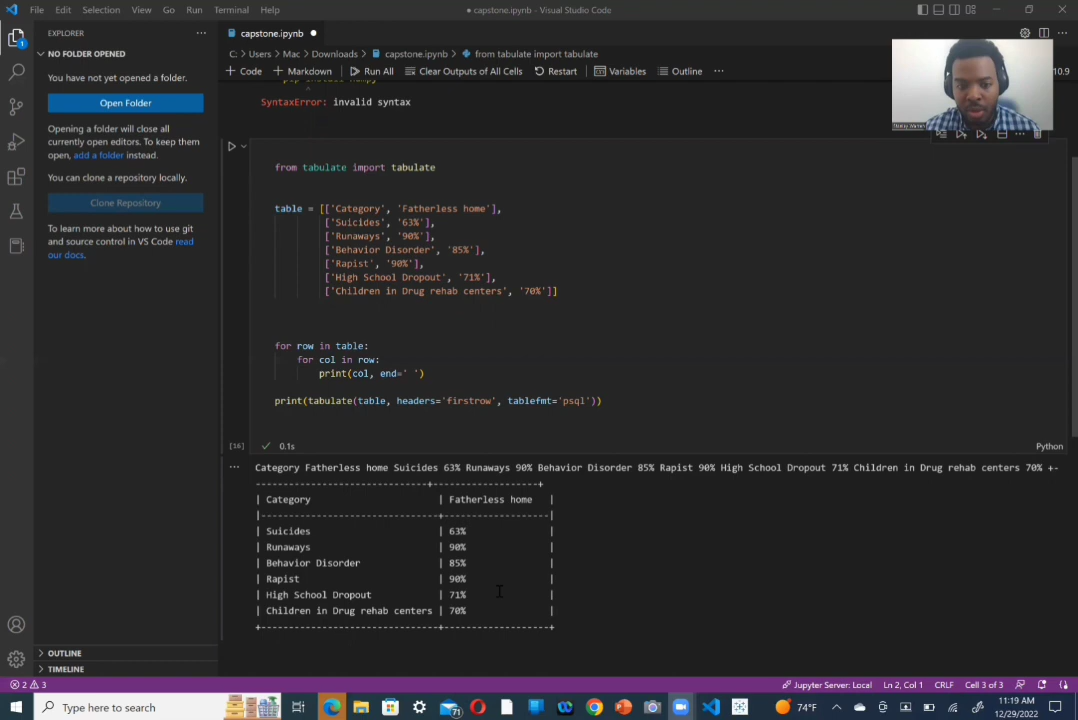 File Edit Selection View Go Run Terminal Help
● capstone.ipynb - Visual Studio Code
EXPLORER ···
NO FOLDER OPENED
You have not yet opened a folder.
Open Folder
Opening a folder will close all
currently open editors. To keep them
open, add a folder instead.
You can clone a repository locally.
Clone Repository
To learn more about how to use git
and source control in VS Code read
our docs.
OUTLINE
TIMELINE
capstone.ipynb ●
C: > Users > Mac > Downloads > capstone.ipynb > from tabulate import tabulate
+ Code + Markdown Run All Clear Outputs of All Cells Restart Variables Outline ···
10.9
^
SyntaxError: invalid syntax
from tabulate import tabulate
table = [['Category', 'Fatherless home'],
['Suicides', '63%'],
['Runaways', '90%'],
['Behavior Disorder', '85%'],
['Rapist', '90%'],
['High School Dropout', '71%'],
['Children in Drug rehab centers', '70%']]
for row in table:
for col in row:
print(col, end=' ')
print(tabulate(table, headers='firstrow', tablefmt='psql'))
[16] ✓ 0.1s Python
Category Fatherless home Suicides 63% Runaways 90% Behavior Disorder 85% Rapist 90% High School Dropout 71% Children in Drug rehab centers 70% +-
--------------------------------+-------------------+
| Category | Fatherless home |
|--------------------------------+-------------------|
| Suicides | 63% |
| Runaways | 90% |
| Behavior Disorder | 85% |
| Rapist | 90% |
| High School Dropout | 71% |
| Children in Drug rehab centers | 70% |
+--------------------------------+-------------------+
2 3
Jupyter Server: Local Ln 2, Col 1 CRLF Cell 3 of 3
Type here to search
71
74°F
11:19 AM
12/29/2022